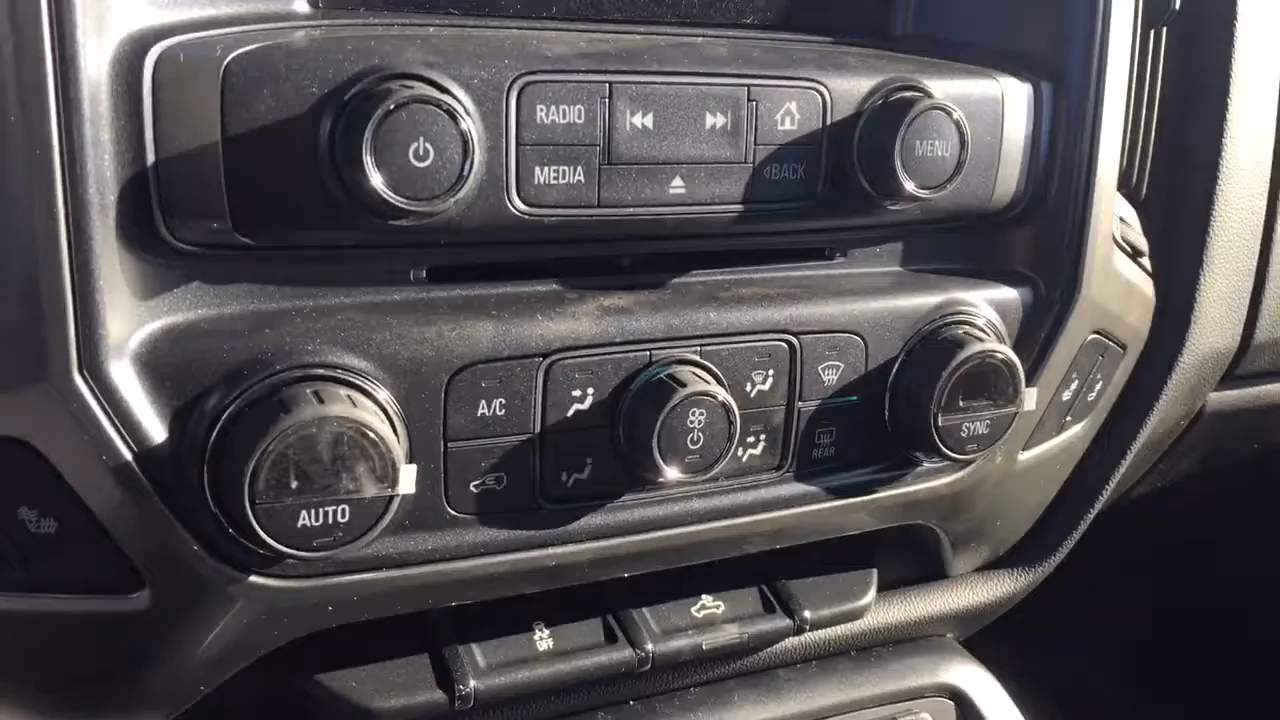 RADIO
MEDIA
BACK
MENU
A/C
AUTO
REAR
SYNC
OFF